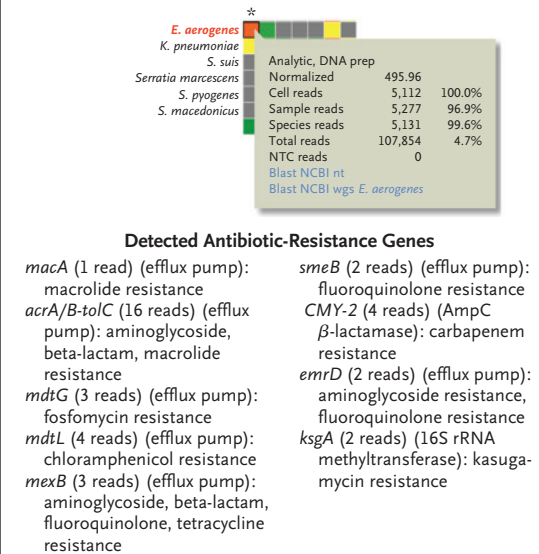 *
E. aerogenes
K. pneumoniae
S. suis
Serratia marcescens
S. pyogenes
S. macedonicus
Analytic, DNA prep
Normalized 495.96
Cell reads 5,112 100.0%
Sample reads 5,277 96.9%
Species reads 5,131 99.6%
Total reads 107,854 4.7%
NTC reads 0
Blast NCBI nt
Blast NCBI wgs E. aerogenes
Detected Antibiotic-Resistance Genes
macA (1 read) (efflux pump):
macrolide resistance
acrA/B-tolC (16 reads) (efflux
pump): aminoglycoside,
beta-lactam, macrolide
resistance
mdtG (3 reads) (efflux pump):
fosfomycin resistance
mdtL (4 reads) (efflux pump):
chloramphenicol resistance
mexB (3 reads) (efflux pump):
aminoglycoside, beta-lactam,
fluoroquinolone, tetracycline
resistance
smeB (2 reads) (efflux pump):
fluoroquinolone resistance
CMY-2 (4 reads) (AmpC
β-lactamase): carbapenem
resistance
emrD (2 reads) (efflux pump):
aminoglycoside resistance,
fluoroquinolone resistance
ksgA (2 reads) (16S rRNA
methyltransferase): kasuga-
mycin resistance